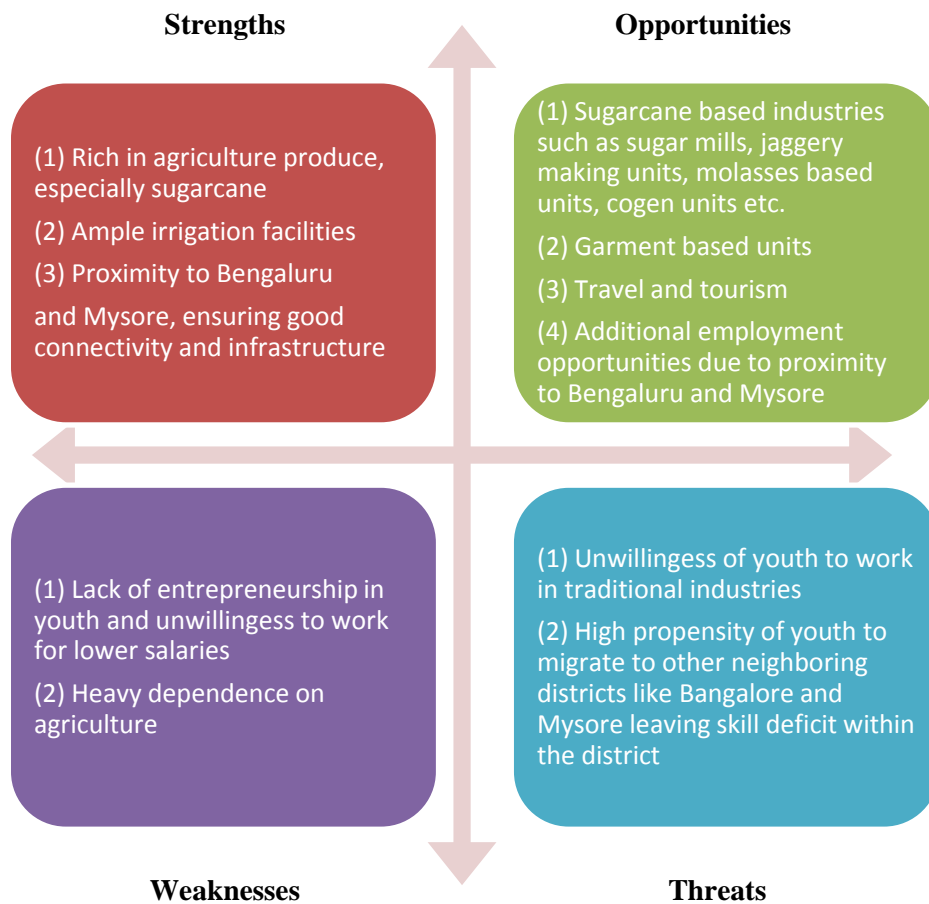 Strengths
Opportunities
(1) Rich in agriculture produce,
especially sugarcane
(2) Ample irrigation facilities
(3) Proximity to Bengaluru
and Mysore, ensuring good
connectivity and infrastructure
(1) Sugarcane based industries
such as sugar mills, jaggery
making units, molasses based
units, cogen units etc.
(2) Garment based units
(3) Travel and tourism
(4) Additional employment
opportunities due to proximity
to Bengaluru and Mysore
(1) Lack of entrepreneurship in
youth and unwillingess to work
for lower salaries
(2) Heavy dependence on
agriculture
(1) Unwillingess of youth to work
in traditional industries
(2) High propensity of youth to
migrate to other neighboring
districts like Bangalore and
Mysore leaving skill deficit within
the district
Weaknesses
Threats